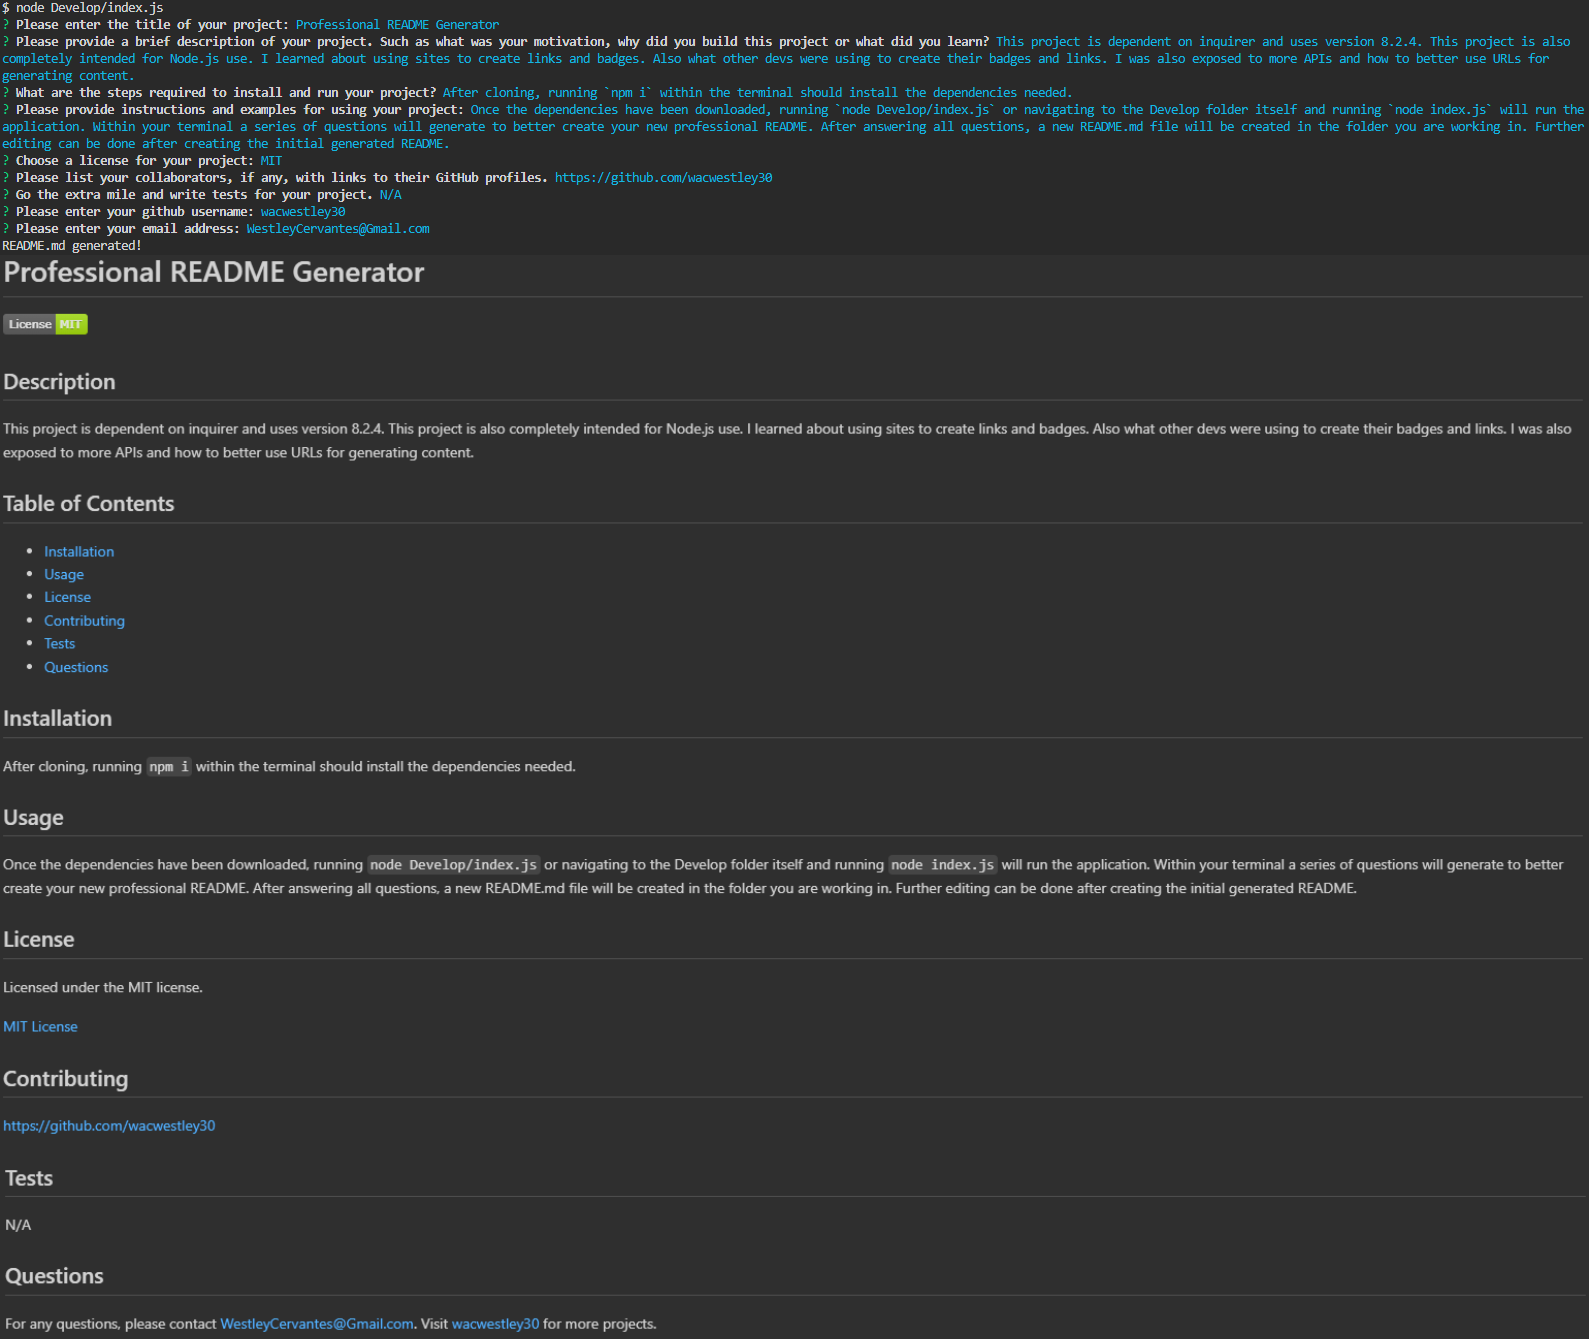 $ node Develop/index.js
? Please enter the title of your project: Professional README Generator
? Please provide a brief description of your project. Such as what was your motivation, why did you build this project or what did you learn? This project is dependent on inquirer and uses version 8.2.4. This project is also
completely intended for Node.js use. I learned about using sites to create links and badges. Also what other devs were using to create their badges and links. I was also exposed to more APIs and how to better use URLs for
generating content.
? What are the steps required to install and run your project? After cloning, running `npm i` within the terminal should install the dependencies needed.
? Please provide instructions and examples for using your project: Once the dependencies have been downloaded, running `node Develop/index.js` or navigating to the Develop folder itself and running `node index.js` will run the
application. Within your terminal a series of questions will generate to better create your new professional README. After answering all questions, a new README.md file will be created in the folder you are working in. Further
editing can be done after creating the initial generated README.
? Choose a license for your project: MIT
? Please list your collaborators, if any, with links to their GitHub profiles. https://github.com/wacwestley30
? Go the extra mile and write tests for your project. N/A
? Please enter your github username: wacwestley30
? Please enter your email address: WestleyCervantes@Gmail.com
README.md generated!
Professional README Generator
License MIT
Description
This project is dependent on inquirer and uses version 8.2.4. This project is also completely intended for Node.js use. I learned about using sites to create links and badges. Also what other devs were using to create their badges and links. I was also
exposed to more APIs and how to better use URLs for generating content.
Table of Contents
• Installation
• Usage
• License
• Contributing
• Tests
• Questions
Installation
After cloning, running npm i within the terminal should install the dependencies needed.
Usage
Once the dependencies have been downloaded, running node Develop/index.js or navigating to the Develop folder itself and running node index.js will run the application. Within your terminal a series of questions will generate to better
create your new professional README. After answering all questions, a new README.md file will be created in the folder you are working in. Further editing can be done after creating the initial generated README.
License
Licensed under the MIT license.
MIT License
Contributing
https://github.com/wacwestley30
Tests
N/A
Questions
For any questions, please contact WestleyCervantes@Gmail.com. Visit wacwestley30 for more projects.